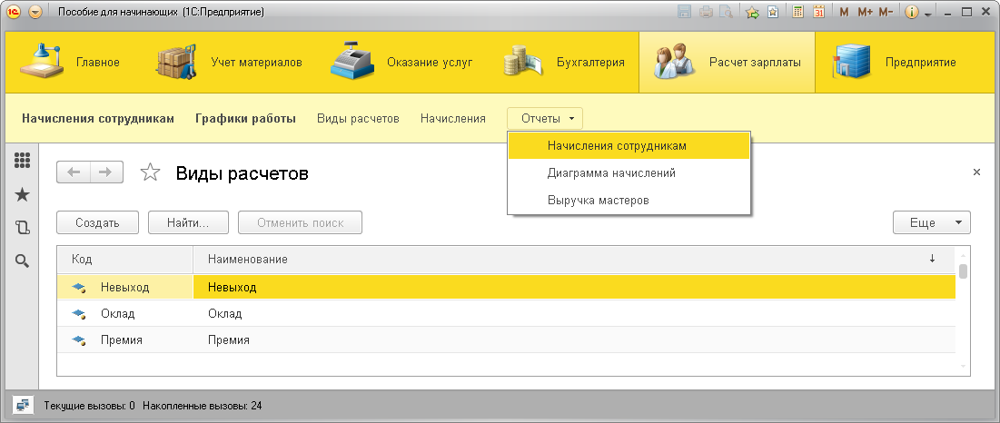 1С Пособие для начинающих (1С:Предприятие) 31 M M+ M- i
Главное Учет материалов Оказание услуг Бухгалтерия Расчет зарплаты Предприятие
Начисления сотрудникам Графики работы Виды расчетов Начисления Отчеты
Начисления сотрудникам
Диаграмма начислений
Выручка мастеров
Виды расчетов
Создать Найти... Отменить поиск Еще
Код Наименование
Невыход Невыход
Оклад Оклад
Премия Премия
Текущие вызовы: 0 Накопленные вызовы: 24